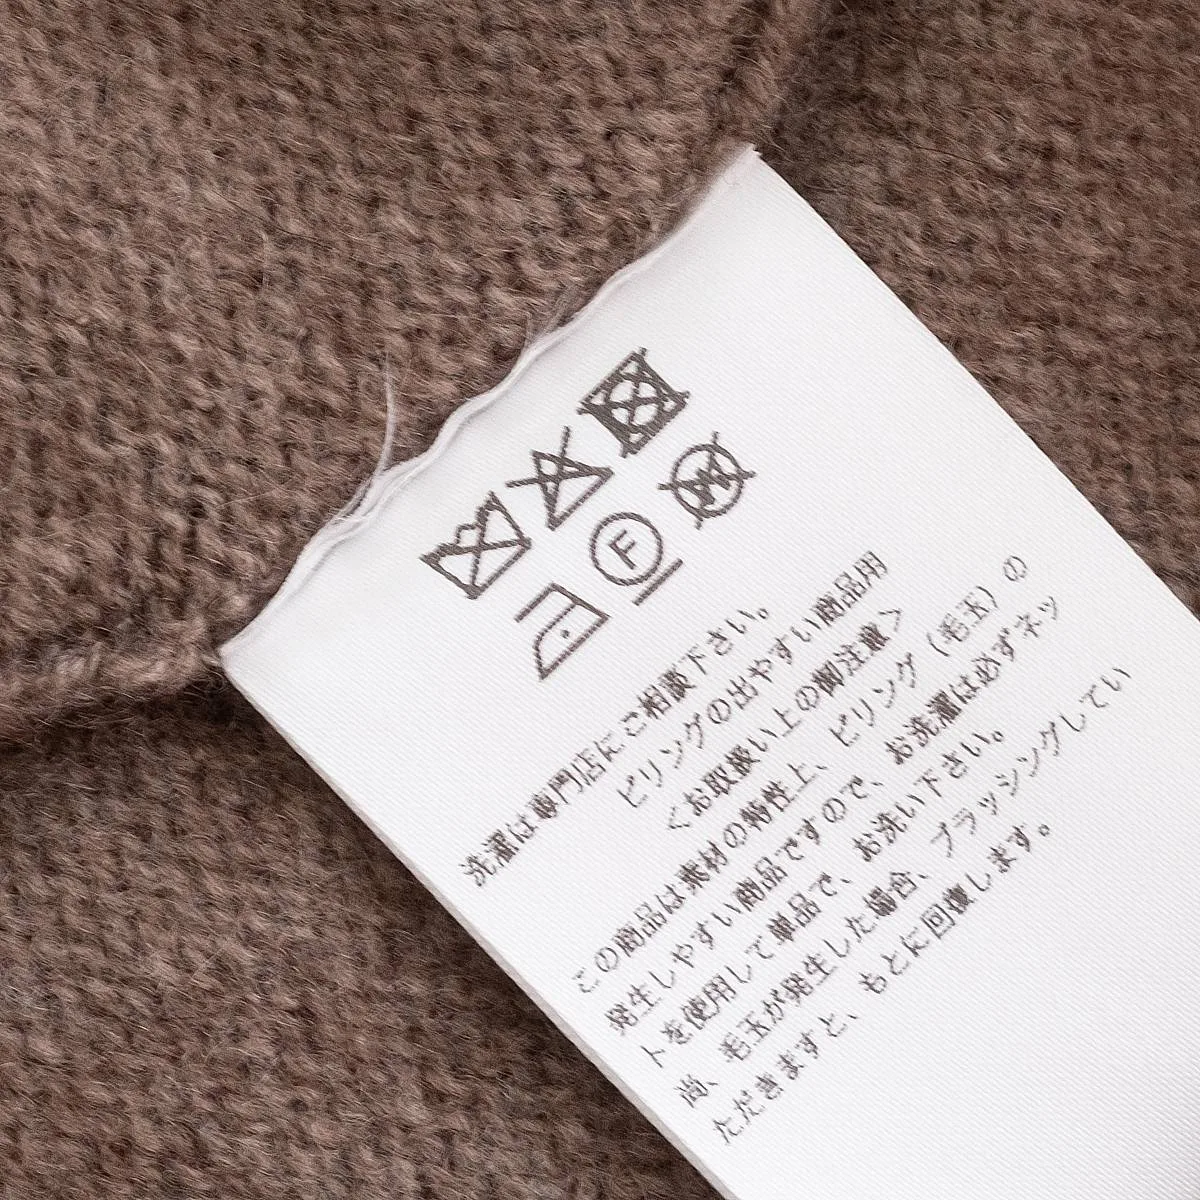 F
洗濯は専門店にご相談下さい。
ピリングの出やすい商品用
＜お取扱い上の御注意＞
この商品は素材の特性上、ピリング（毛玉）の
発生しやすい商品ですので、お洗濯は必ずネッ
トを使用して単品で、お洗い下さい。
尚、毛玉が発生した場合、ブラッシングしてい
ただきますと、もとに回復します。